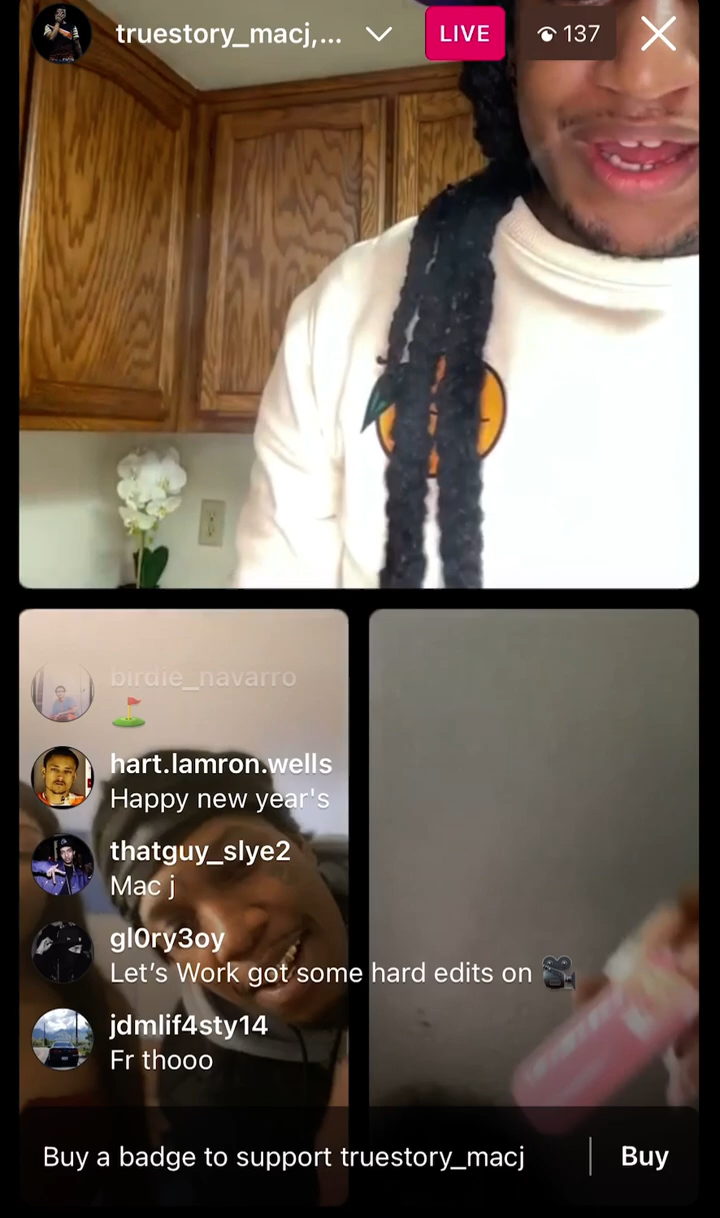 truestory_macj,...
LIVE
137
birdie_navarro
hart.lamron.wells
Happy new year's
thatguy_slye2
Mac j
gl0ry3oy
Let’s Work got some hard edits on 🎥
jdmlif4sty14
Fr thooo
Buy a badge to support truestory_macj
Buy